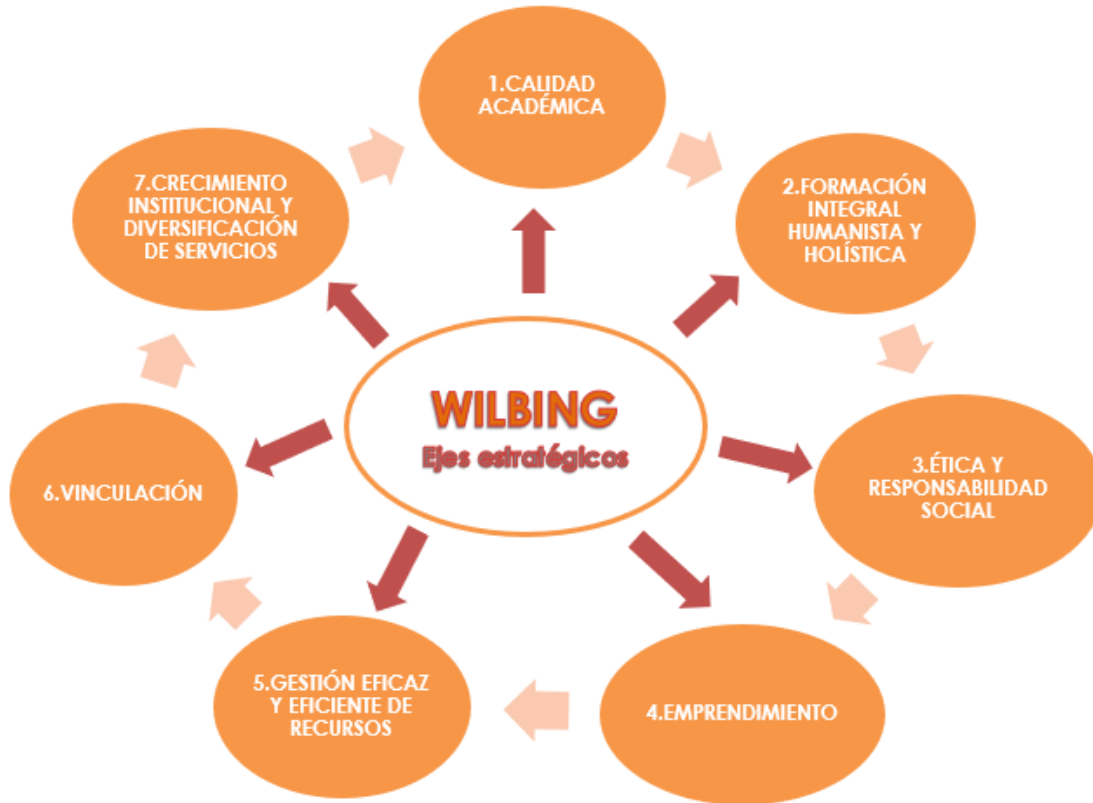 1.CALIDAD
ACADÉMICA
2.FORMACIÓN
INTEGRAL
HUMANISTA Y
HOLÍSTICA
3.ÉTICA Y
RESPONSABILIDAD
SOCIAL
4.EMPRENDIMIENTO
5.GESTIÓN EFICAZ
Y EFICIENTE DE
RECURSOS
6.VINCULACIÓN
7.CRECIMIENTO
INSTITUCIONAL Y
DIVERSIFICACIÓN
DE SERVICIOS
WILBING
Ejes estratégicos